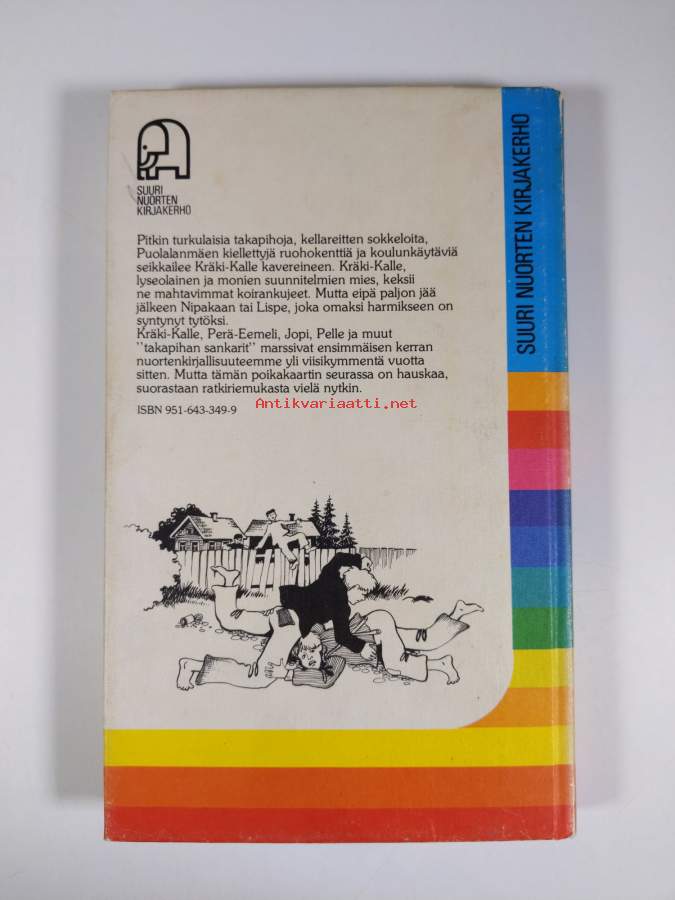 SUURI
NUORTEN
KIRJAKERHO
Pitkin turkulaisia takapihoja, kellareitten sokkeloita,
Puolalanmäen kiellettyjä ruohokenttiä ja koulunkäytäviä
seikkailee Kräki-Kalle kavereineen. Kräki-Kalle,
lyseolainen ja monien suunnitelmien mies, keksii
ne mahtavimmat koirankujeet. Mutta eipä paljon jää
jälkeen Nipakaan tai Lispe, joka omaksi harmikseen on
syntynyt tytöksi.
Kräki-Kalle, Perä-Eemeli, Jopi, Pelle ja muut
"takapihan sankarit" marssivat ensimmäisen kerran
nuortenkirjallisuuteemme yli viisikymmentä vuotta
sitten. Mutta tämän poikakaartin seurassa on hauskaa,
suorastaan ratkiriemukasta vielä nytkin.
ISBN 951-643-349-9
Antikvariaatti.net
SUURI NUORTEN KIRJAKERHO